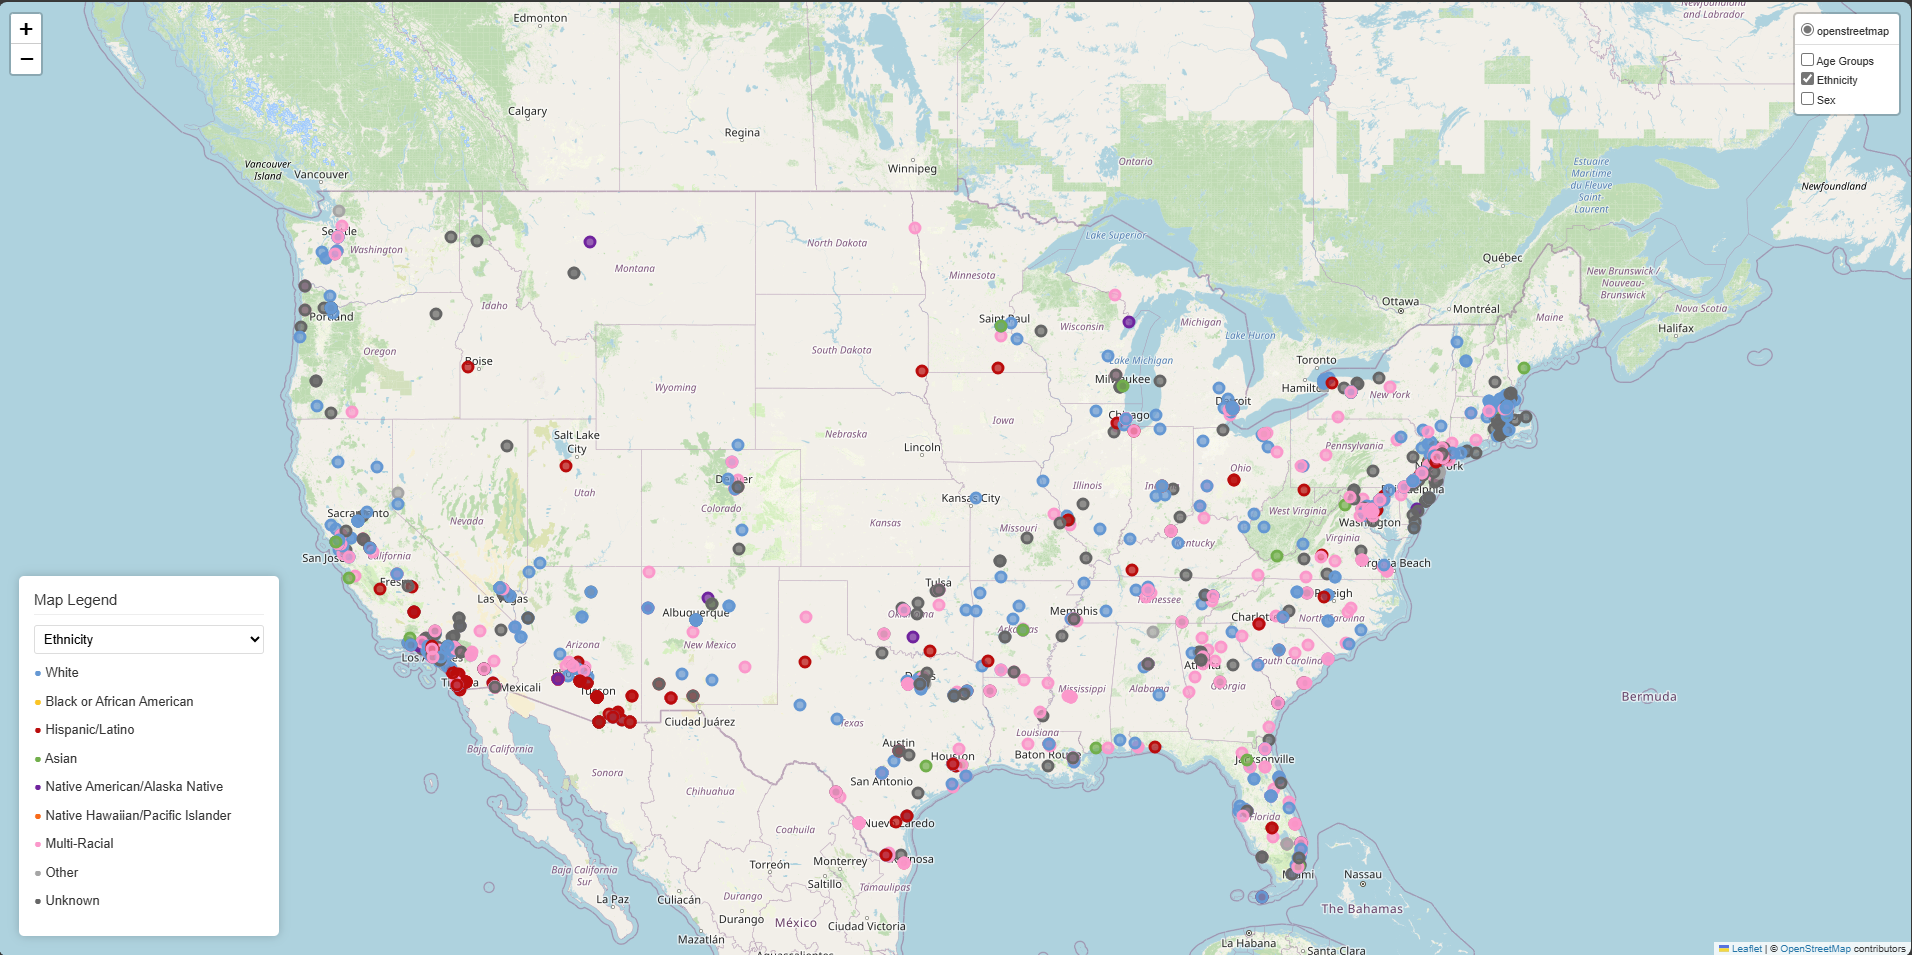 +
−
openstreetmap
Age Groups
Ethnicity
Sex
Newfoundland
and Labrador
Edmonton
Calgary
Regina
Winnipeg
Ontario
Vancouver
Island
Vancouver
Estuaire
Maritime
du Fleuve
Saint-
Laurent
Newfoundland
Washington
North Dakota
Lake Superior
Québec
Montana
Minnesota
New Brunswick /
Nouveau-
Brunswick
Ottawa
Montréal
Nova Scotia
Idaho
Portland
Saint Paul
Wisconsin
Michigan
Lake Huron
Maine
Halifax
Oregon
Boise
South Dakota
Lake Michigan
Toronto
Wyoming
Detroit
New York
Iowa
Chicago
Salt Lake
City
Nebraska
Lincoln
Pennsylvania
Ohio
Utah
Colorado
Kansas City
Illinois
Sacramento
Nevada
Kansas
Missouri
West Virginia
Washington
San Jose
California
Kentucky
Virginia
Virginia Beach
Fresno
Las Vegas
Tulsa
Albuquerque
Memphis
Tennessee
Raleigh
Arkansas
Charlotte
North Carolina
Los Angeles
Arizona
New Mexico
Atlanta
South Carolina
Mexicali
Tucson
Dallas
Mississippi
Alabama
Georgia
Bermuda
Ciudad Juárez
Texas
Louisiana
Baja California
Austin
Houston
Baton Rouge
Jacksonville
Sonora
San Antonio
Chihuahua
Nuevo Laredo
Florida
Coahuila
Baja California
Sur
Torreón
Monterrey
Saltillo
Tamaulipas
Miami
Nassau
La Paz
Culiacán
Durango
Durango
México
Ciudad Victoria
The Bahamas
Mazatlán
La Habana
Santa Clara
Aguascalientes
Map Legend
Ethnicity
White
Black or African American
Hispanic/Latino
Asian
Native American/Alaska Native
Native Hawaiian/Pacific Islander
Multi-Racial
Other
Unknown
Leaflet | © OpenStreetMap contributors